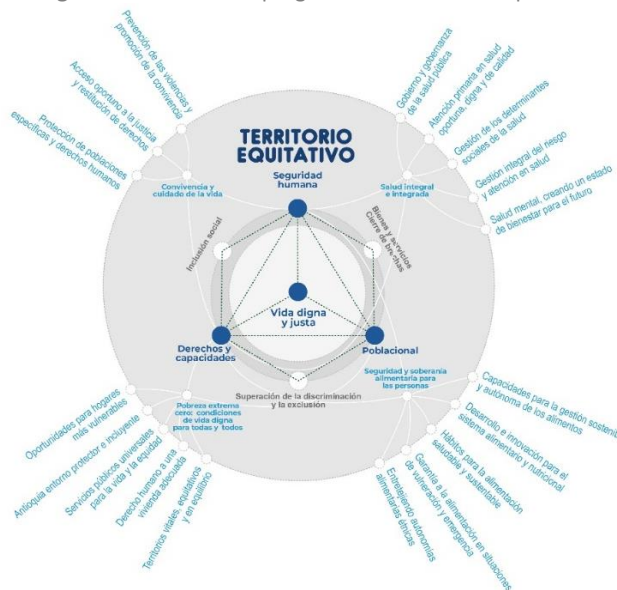 Prevención de las violencias y
promoción de la convivencia
Acceso oportuno a la justicia
y restitución de derechos
Protección de poblaciones
específicas y derechos humanos
Gobierno y gobernanza
de la salud pública
Atención primaria en salud
oportuna, digna y de calidad
Gestión de los determinantes
sociales de la salud
Gestión integral del riesgo
y atención en salud
Salud mental, creando un estado
de bienestar para el futuro
TERRITORIO
EQUITATIVO
Seguridad
humana
Convivencia y
cuidado de la vida
Salud integral
e integrada
Inclusión social
Bienes y servicios
Cierre de brechas
Vida digna
y justa
Derechos y
capacidades
Poblacional
Superación de la discriminación
y la exclusión
Seguridad y soberanía
alimentaria para
las personas
Pobreza extrema
cero: condiciones
de vida digna
para todas y todos
Oportunidades para hogares
más vulnerables
Antioquia entorno protector e incluyente
Servicios públicos universales
para la vida y la equidad
Derecho humano a una
vivienda adecuada
Territorios vitales, equitativos
y en equilibrio
Capacidades para la gestión sosteni
y autónoma de los alimentos
Desarrollo e innovación para el
sistema alimentario y nutricional
Hábitos para la alimentación
saludable y sustentable
Garantía a la alimentación en situaciones
de vulneración y emergencia
Entretejiendo autonomías
alimentarias étnicas